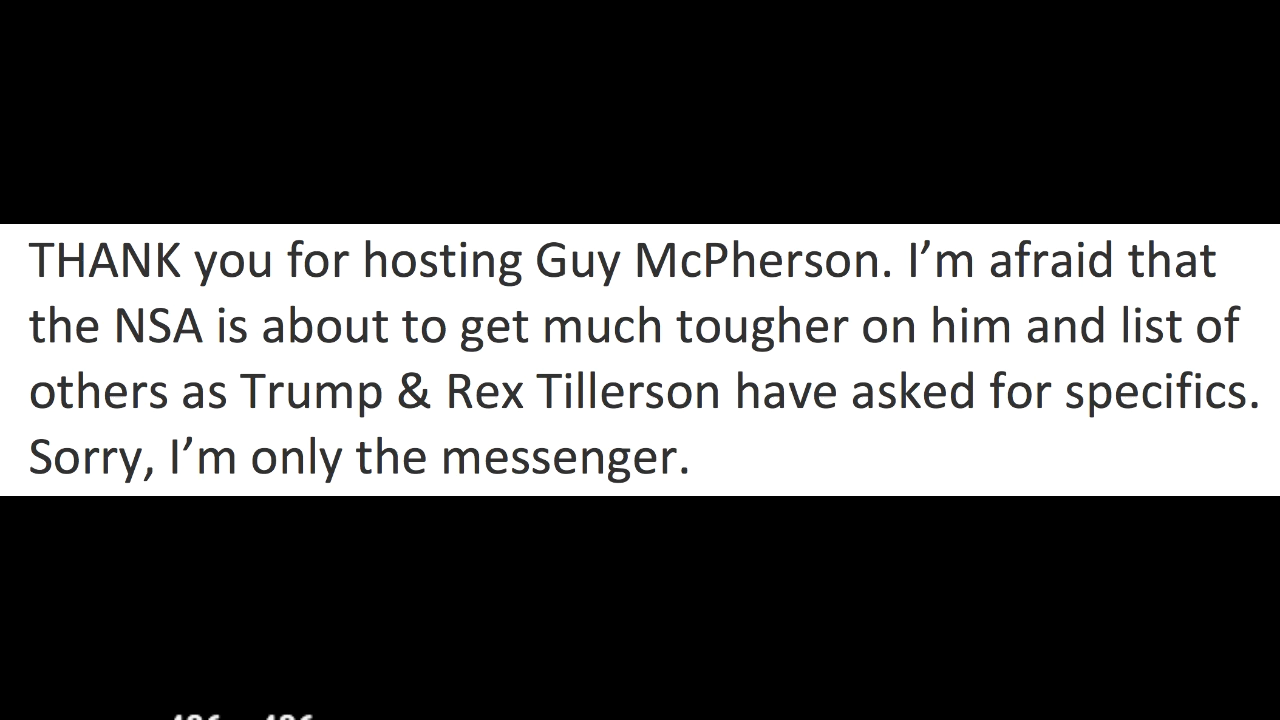 THANK you for hosting Guy McPherson. I’m afraid that
the NSA is about to get much tougher on him and list of
others as Trump & Rex Tillerson have asked for specifics.
Sorry, I’m only the messenger.